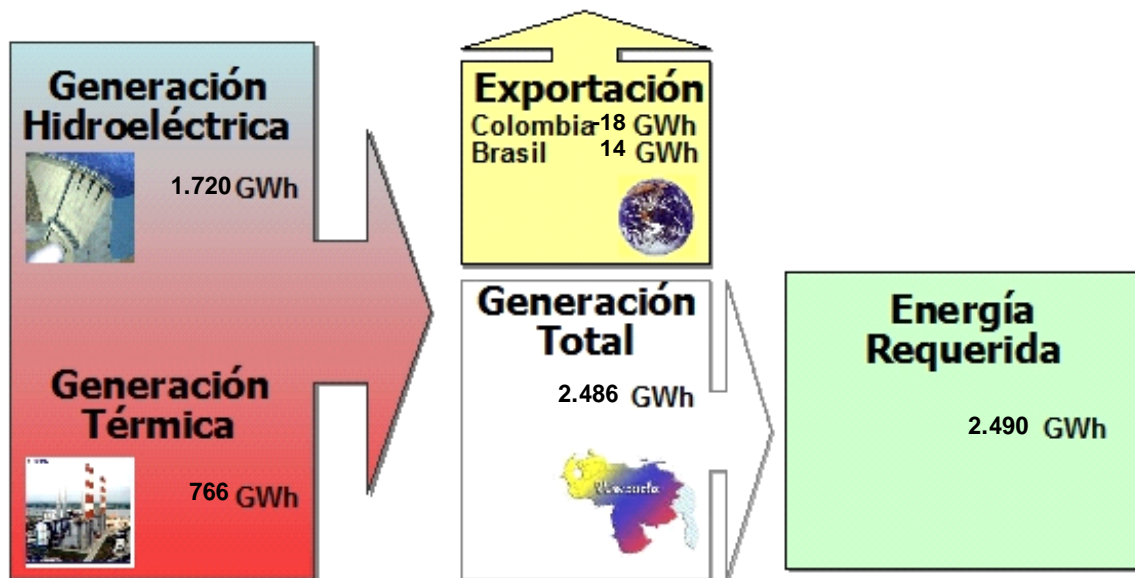 Generación
Hidroeléctrica
1.720 GWh
Generación
Térmica
766 GWh
Exportación
Colombia -18 GWh
Brasil 14 GWh
Generación
Total
2.486 GWh
Venezuela
Energía
Requerida
2.490 GWh